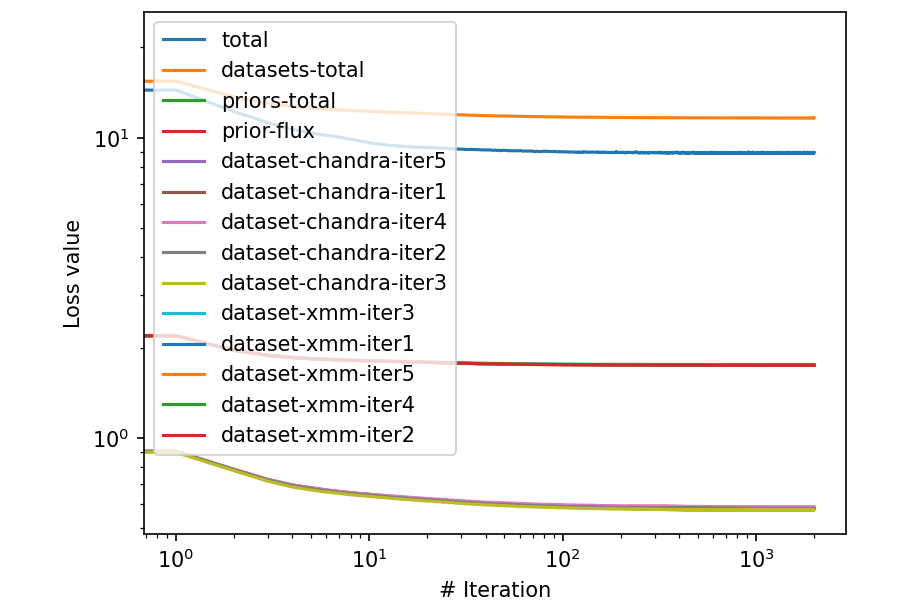 total
datasets-total
priors-total
prior-flux
dataset-chandra-iter5
dataset-chandra-iter1
dataset-chandra-iter4
dataset-chandra-iter2
dataset-chandra-iter3
dataset-xmm-iter3
dataset-xmm-iter1
dataset-xmm-iter5
dataset-xmm-iter4
dataset-xmm-iter2
Loss value
10¹
10⁰
10⁰ 10¹ 10² 10³
# Iteration